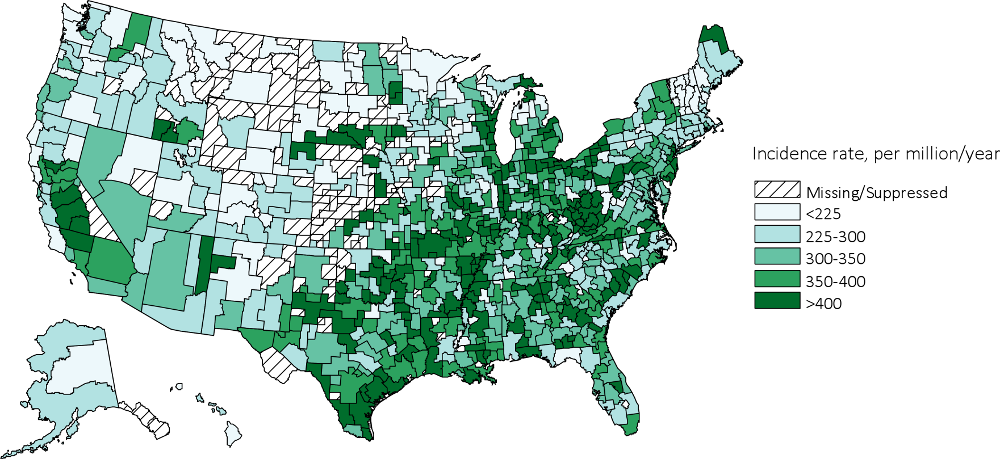 Incidence rate, per million/year
Missing/Suppressed
<225
225-300
300-350
350-400
>400